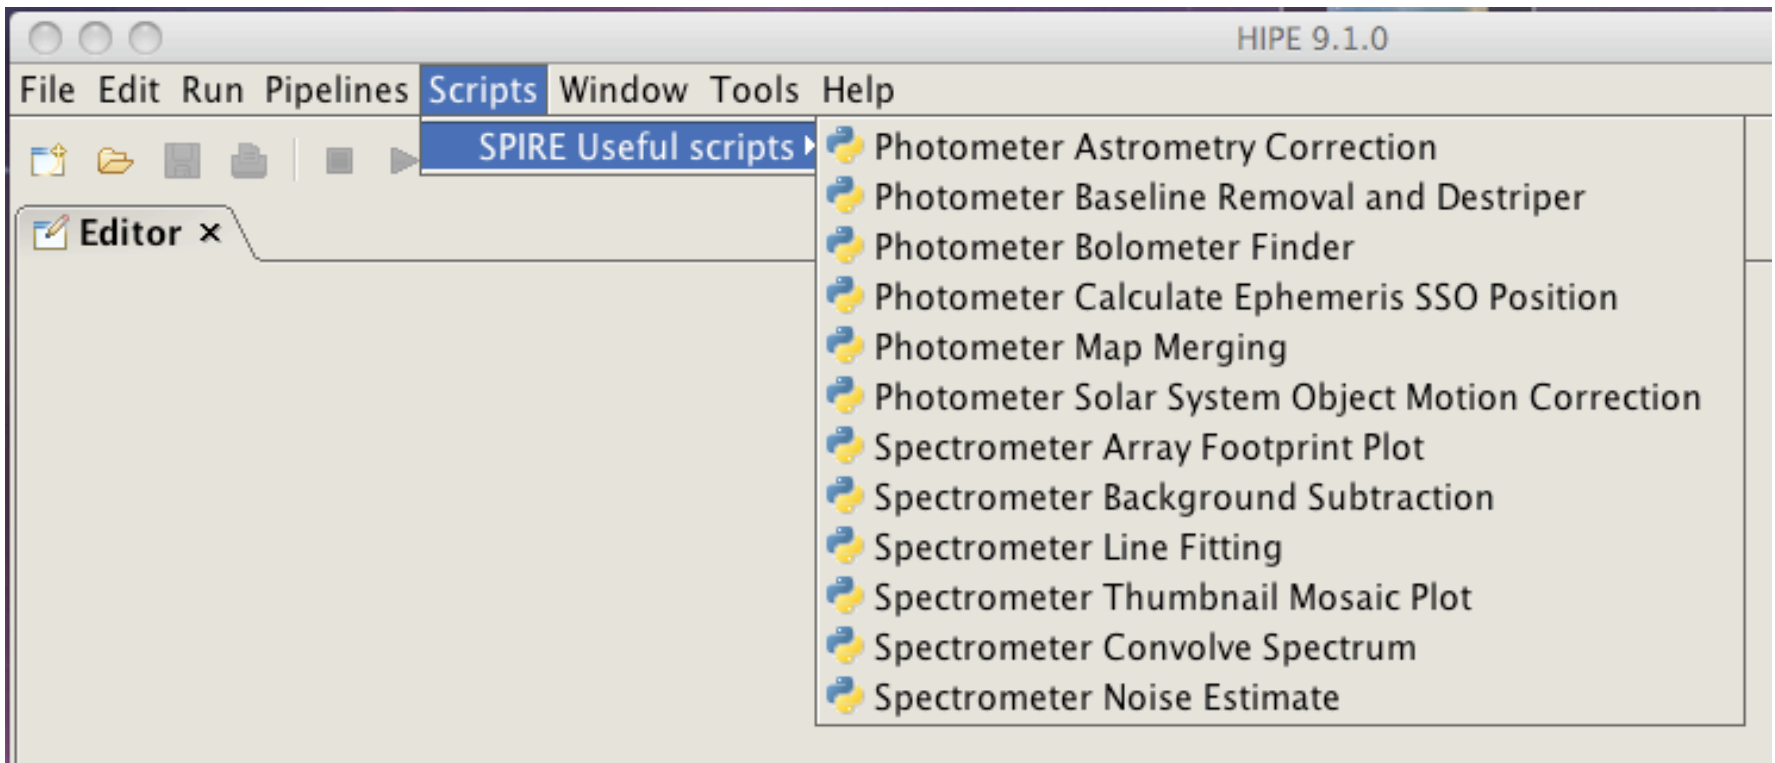 HIPE 9.1.0
File Edit Run Pipelines Scripts Window Tools Help
SPIRE Useful scripts
Editor ×
Photometer Astrometry Correction
Photometer Baseline Removal and Destriper
Photometer Bolometer Finder
Photometer Calculate Ephemeris SSO Position
Photometer Map Merging
Photometer Solar System Object Motion Correction
Spectrometer Array Footprint Plot
Spectrometer Background Subtraction
Spectrometer Line Fitting
Spectrometer Thumbnail Mosaic Plot
Spectrometer Convolve Spectrum
Spectrometer Noise Estimate